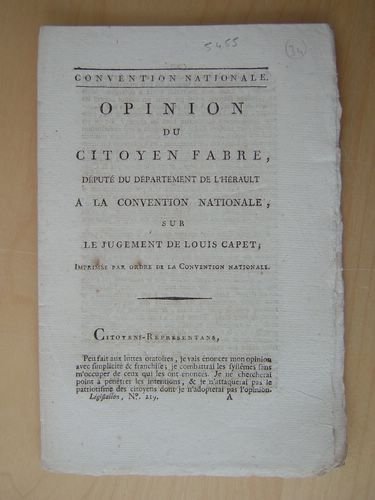 5455
34
CONVENTION NATIONALE.
OPINION
DU
CITOYEN FABRE,
DÉPUTÉ DU DÉPARTEMENT DE L'HÉRAULT
A LA CONVENTION NATIONALE,
SUR
LE JUGEMENT DE LOUIS CAPET;
IMPRIMÉE PAR ORDRE DE LA CONVENTION NATIONALE.
CITOYENS-REPRÉSENTANS,
Peu fait aux luttes oratoires, je vais énoncer mon opinion
avec simplicité & franchise; je combattrai les systêmes sans
m'occuper de ceux qui les ont énoncés. Je ne chercherai
point à pénétrer les intentions, & je n'attaquerai pas le
patriotisme des citoyens dont je n'adopterai pas l'opinion.
Législation, N°. 219. A